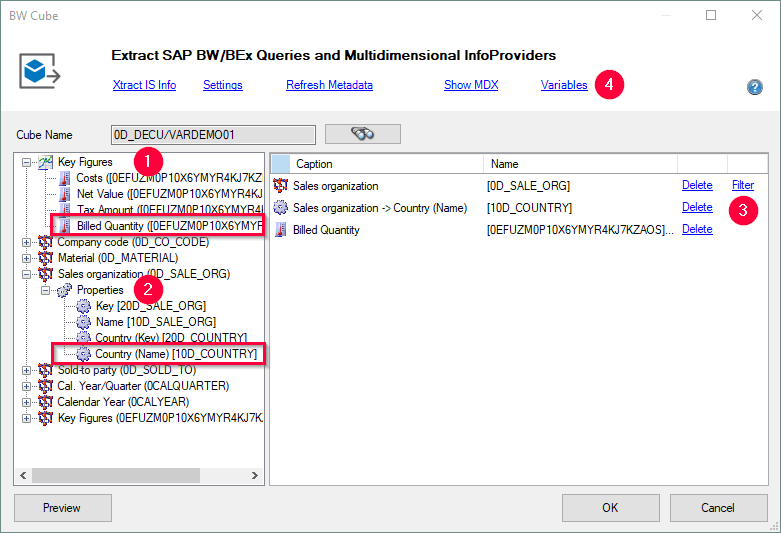 BW Cube
Extract SAP BW/BEx Queries and Multidimensional InfoProviders
Xtract IS Info Settings Refresh Metadata Show MDX Variables 4
Cube Name 0D_DECU/VARDEMO01
Key Figures 1
Costs ([0EFUZM0P10X6YMYR4KJ7KZ
Net Value ([0EFUZM0P10X6YMYR4
Tax Amount ([0EFUZM0P10X6YMYR
Billed Quantity ([0EFUZM0P10X6YMYF
Company code (0D_CO_CODE)
Material (0D_MATERIAL)
Sales organization (0D_SALE_ORG)
Properties 2
Key [20D_SALE_ORG]
Name [10D_SALE_ORG]
Country (Key) [20D_COUNTRY]
Country (Name) [10D_COUNTRY]
Sold-to party (0D_SOLD_TO)
Cal. Year/Quarter (0CALQUARTER)
Calendar Year (0CALYEAR)
Key Figures (0EFUZM0P10X6YMYR4KJ7K
Caption Name
Sales organization [0D_SALE_ORG] Delete Filter
Sales organization -> Country (Name) [10D_COUNTRY] Delete 3
Billed Quantity [0EFUZM0P10X6YMYR4KJ7KZAOS]... Delete
Preview OK Cancel